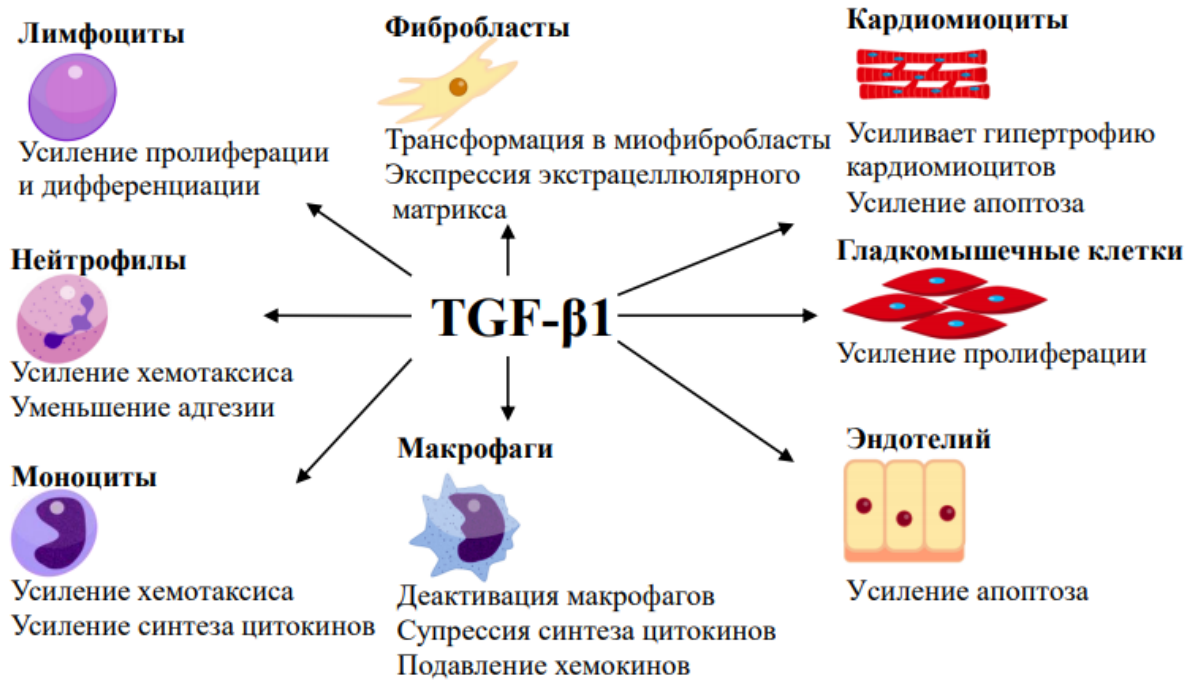 Лимфоциты
Усиление пролиферации
и дифференциации
Фибробласты
Трансформация в миофибробласты
Экспрессия экстрацеллюлярного
матрикса
Кардиомиоциты
Усиливает гипертрофию
кардиомиоцитов
Усиление апоптоза
Нейтрофилы
Усиление хемотаксиса
Уменьшение адгезии
TGF-β1
Гладкомышечные клетки
Усиление пролиферации
Моноциты
Усиление хемотаксиса
Усиление синтеза цитокинов
Макрофаги
Деактивация макрофагов
Супрессия синтеза цитокинов
Подавление хемокинов
Эндотелий
Усиление апоптоза